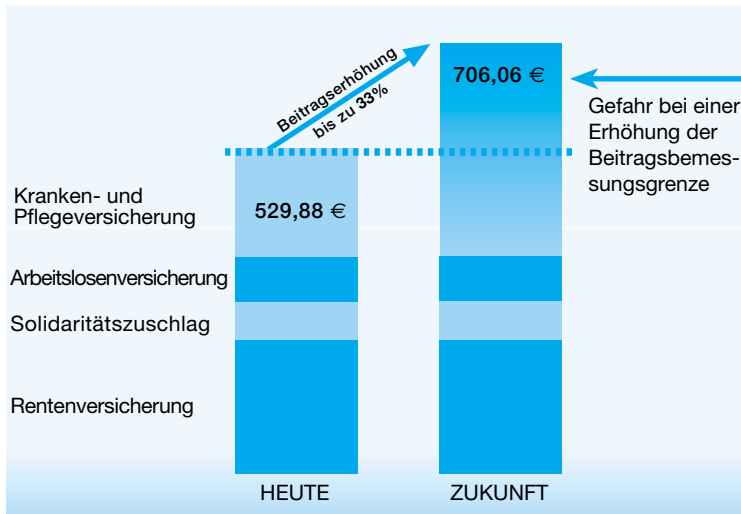 Beitragserhöhung
bis zu 33%
706,06 €
Gefahr bei einer
Erhöhung der
Beitragsbemes-
sungsgrenze
Kranken- und
Pflegeversicherung
529,88 €
Arbeitslosenversicherung
Solidaritätszuschlag
Rentenversicherung
HEUTE
ZUKUNFT